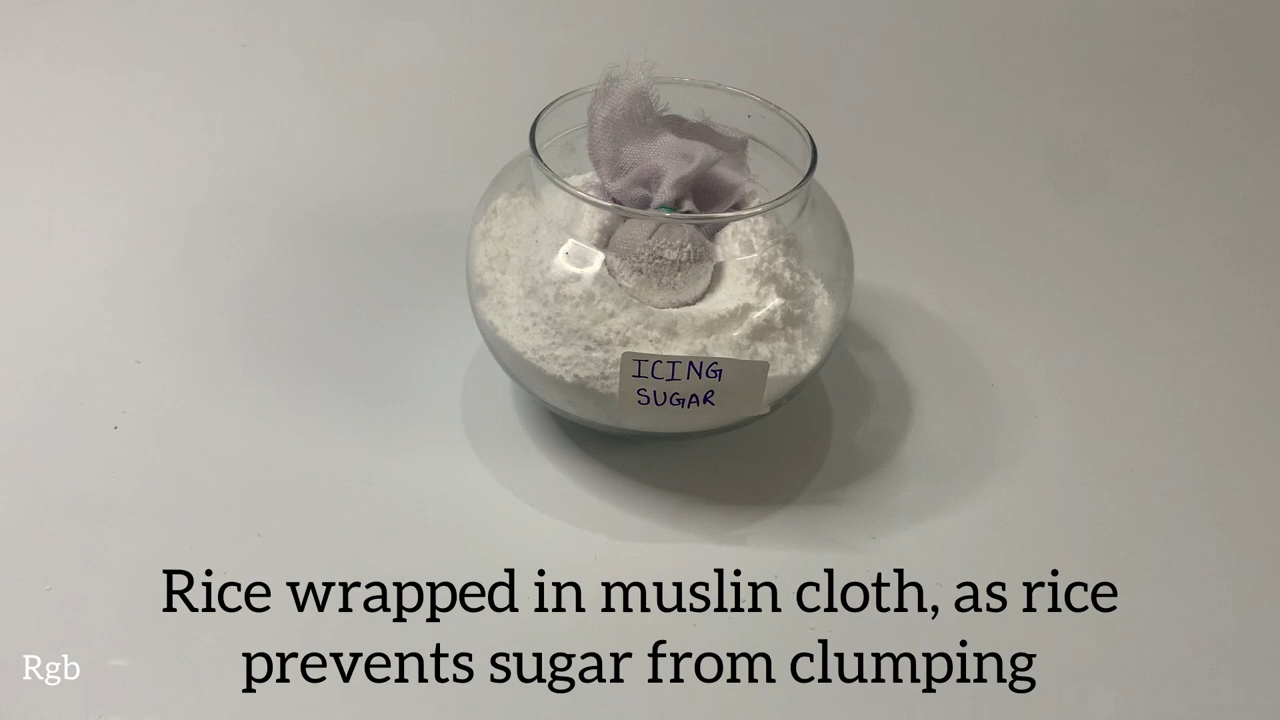 ICING
SUGAR
Rice wrapped in muslin cloth, as rice
prevents sugar from clumping
Rgb